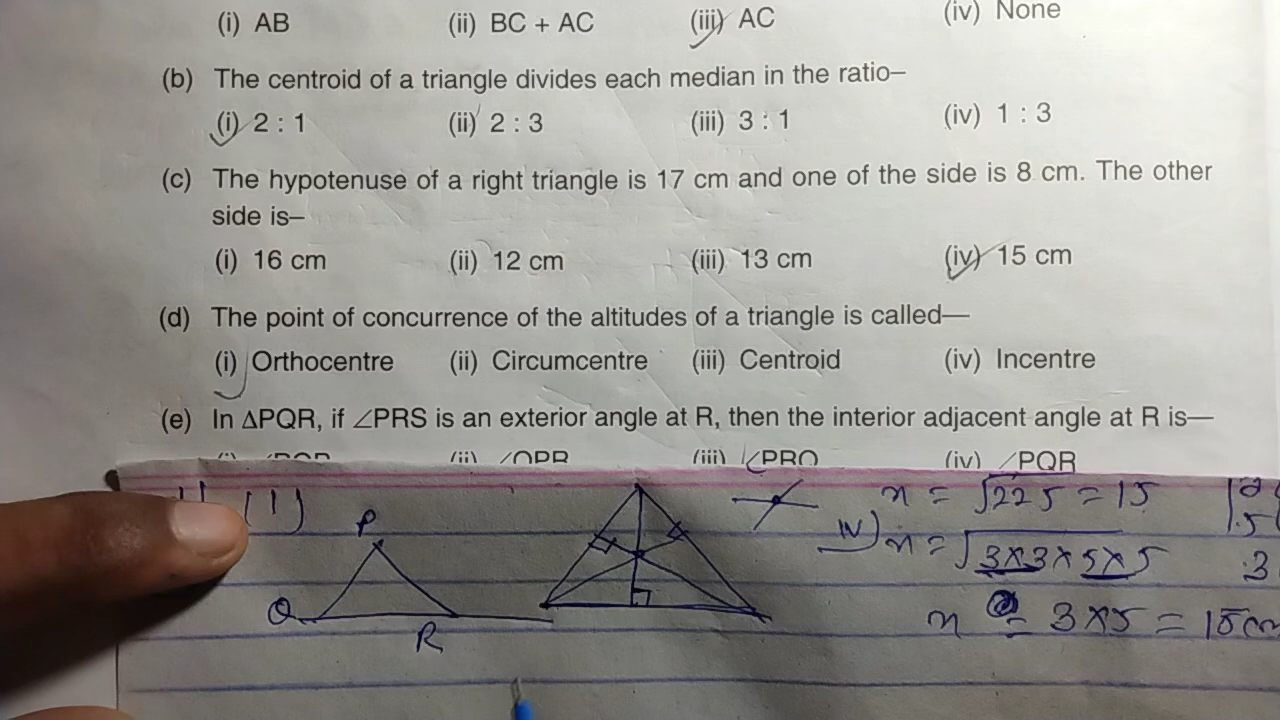 (i) AB (ii) BC + AC (iii) AC (iv) None
(b) The centroid of a triangle divides each median in the ratio–
(i) 2 : 1 (ii) 2 : 3 (iii) 3 : 1 (iv) 1 : 3
(c) The hypotenuse of a right triangle is 17 cm and one of the side is 8 cm. The other
side is–
(i) 16 cm (ii) 12 cm (iii) 13 cm (iv) 15 cm
(d) The point of concurrence of the altitudes of a triangle is called—
(i) Orthocentre (ii) Circumcentre (iii) Centroid (iv) Incentre
(e) In ΔPQR, if ∠PRS is an exterior angle at R, then the interior adjacent angle at R is—
(ii) ∠QPR (iii) ∠PRQ (iv) ∠PQR
(1) n = √225 = 15
P iv) n = √3×3×5×5
Q R n = 3×5 = 15cm